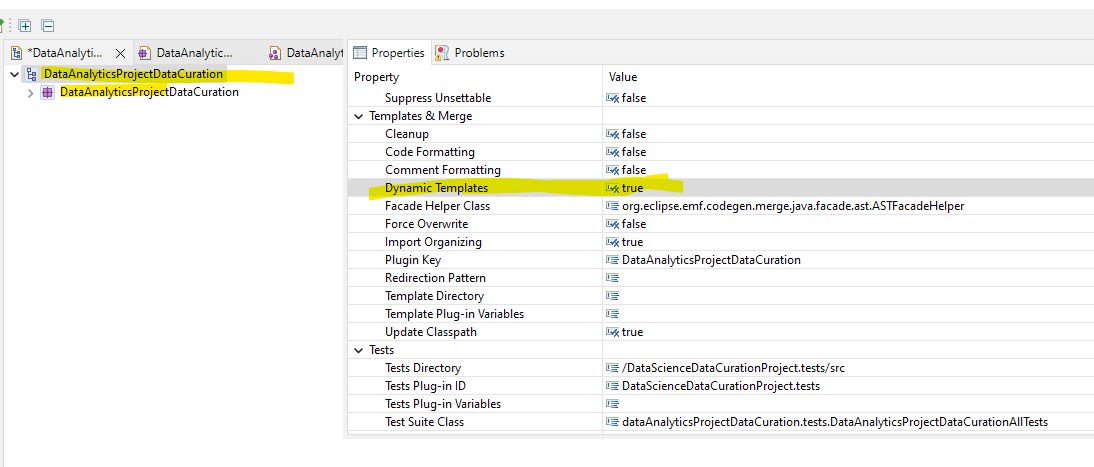 *DataAnalyti...
DataAnalytic...
DataAnalyt
Properties
Problems
DataAnalyticsProjectDataCuration
DataAnalyticsProjectDataCuration
Property Value
Suppress Unsettable false
Templates & Merge
Cleanup false
Code Formatting false
Comment Formatting false
Dynamic Templates true
Facade Helper Class org.eclipse.emf.codegen.merge.java.facade.ast.ASTFacadeHelper
Force Overwrite false
Import Organizing true
Plugin Key DataAnalyticsProjectDataCuration
Redirection Pattern
Template Directory
Template Plug-in Variables
Update Classpath true
Tests
Tests Directory /DataScienceDataCurationProject.tests/src
Tests Plug-in ID DataScienceDataCurationProject.tests
Tests Plug-in Variables
Test Suite Class dataAnalyticsProjectDataCuration.tests.DataAnalyticsProjectDataCurationAllTests